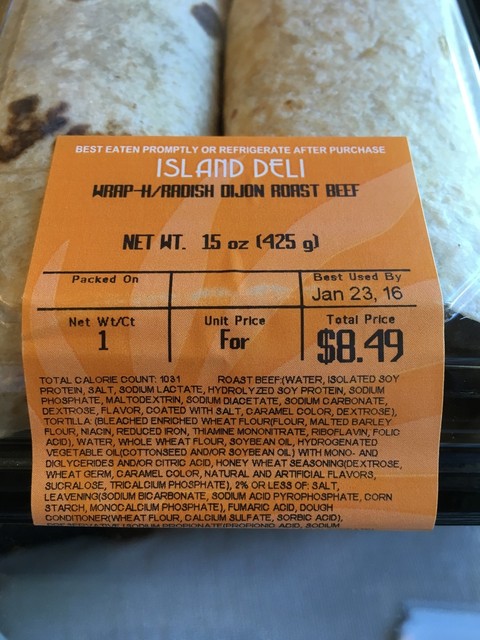 BEST EATEN PROMPTLY OR REFRIGERATE AFTER PURCHASE
ISLAND DELI
WRAP-H/RADISH DIJON ROAST BEEF
NET WT. 15 oz (425 g)
Packed On
Best Used By
Jan 23, 16
Net Wt/Ct
Unit Price
Total Price
1
For
$8.49
TOTAL CALORIE COUNT: 1031 ROAST BEEF:(WATER, ISOLATED SOY
PROTEIN, SALT, SODIUM LACTATE, HYDROLYZED SOY PROTEIN, SODIUM
PHOSPHATE, MALTODEXTRIN, SODIUM DIACETATE, SODIUM CARBONATE,
DEXTROSE, FLAVOR, COATED WITH SALT, CARAMEL COLOR, DEXTROSE),
TORTILLA: (BLEACHED ENRICHED WHEAT FLOUR(FLOUR, MALTED BARLEY
FLOUR, NIACIN, REDUCED IRON, THIAMINE MONONITRATE, RIBOFLAVIN, FOLIC
ACID), WATER, WHOLE WHEAT FLOUR, SOYBEAN OIL, HYDROGENATED
VEGETABLE OIL(COTTONSEED AND/OR SOYBEAN OIL) WITH MONO- AND
DIGLYCERIDES AND/OR CITRIC ACID, HONEY WHEAT SEASONING(DEXTROSE,
WHEAT GERM, CARAMEL COLOR, NATURAL AND ARTIFICIAL FLAVORS,
SUCRALOSE, TRICALCIUM PHOSPHATE), 2% OR LESS OF: SALT,
LEAVENING(SODIUM BICARBONATE, SODIUM ACID PYROPHOSPHATE, CORN
STARCH, MONOCALCIUM PHOSPHATE), FUMARIC ACID, DOUGH
CONDITIONER(WHEAT FLOUR, CALCIUM SULFATE, SORBIC ACID),
PRESERVATIVE (SODIUM PROPIONATE(PROPIONIC ACID, SODIUM